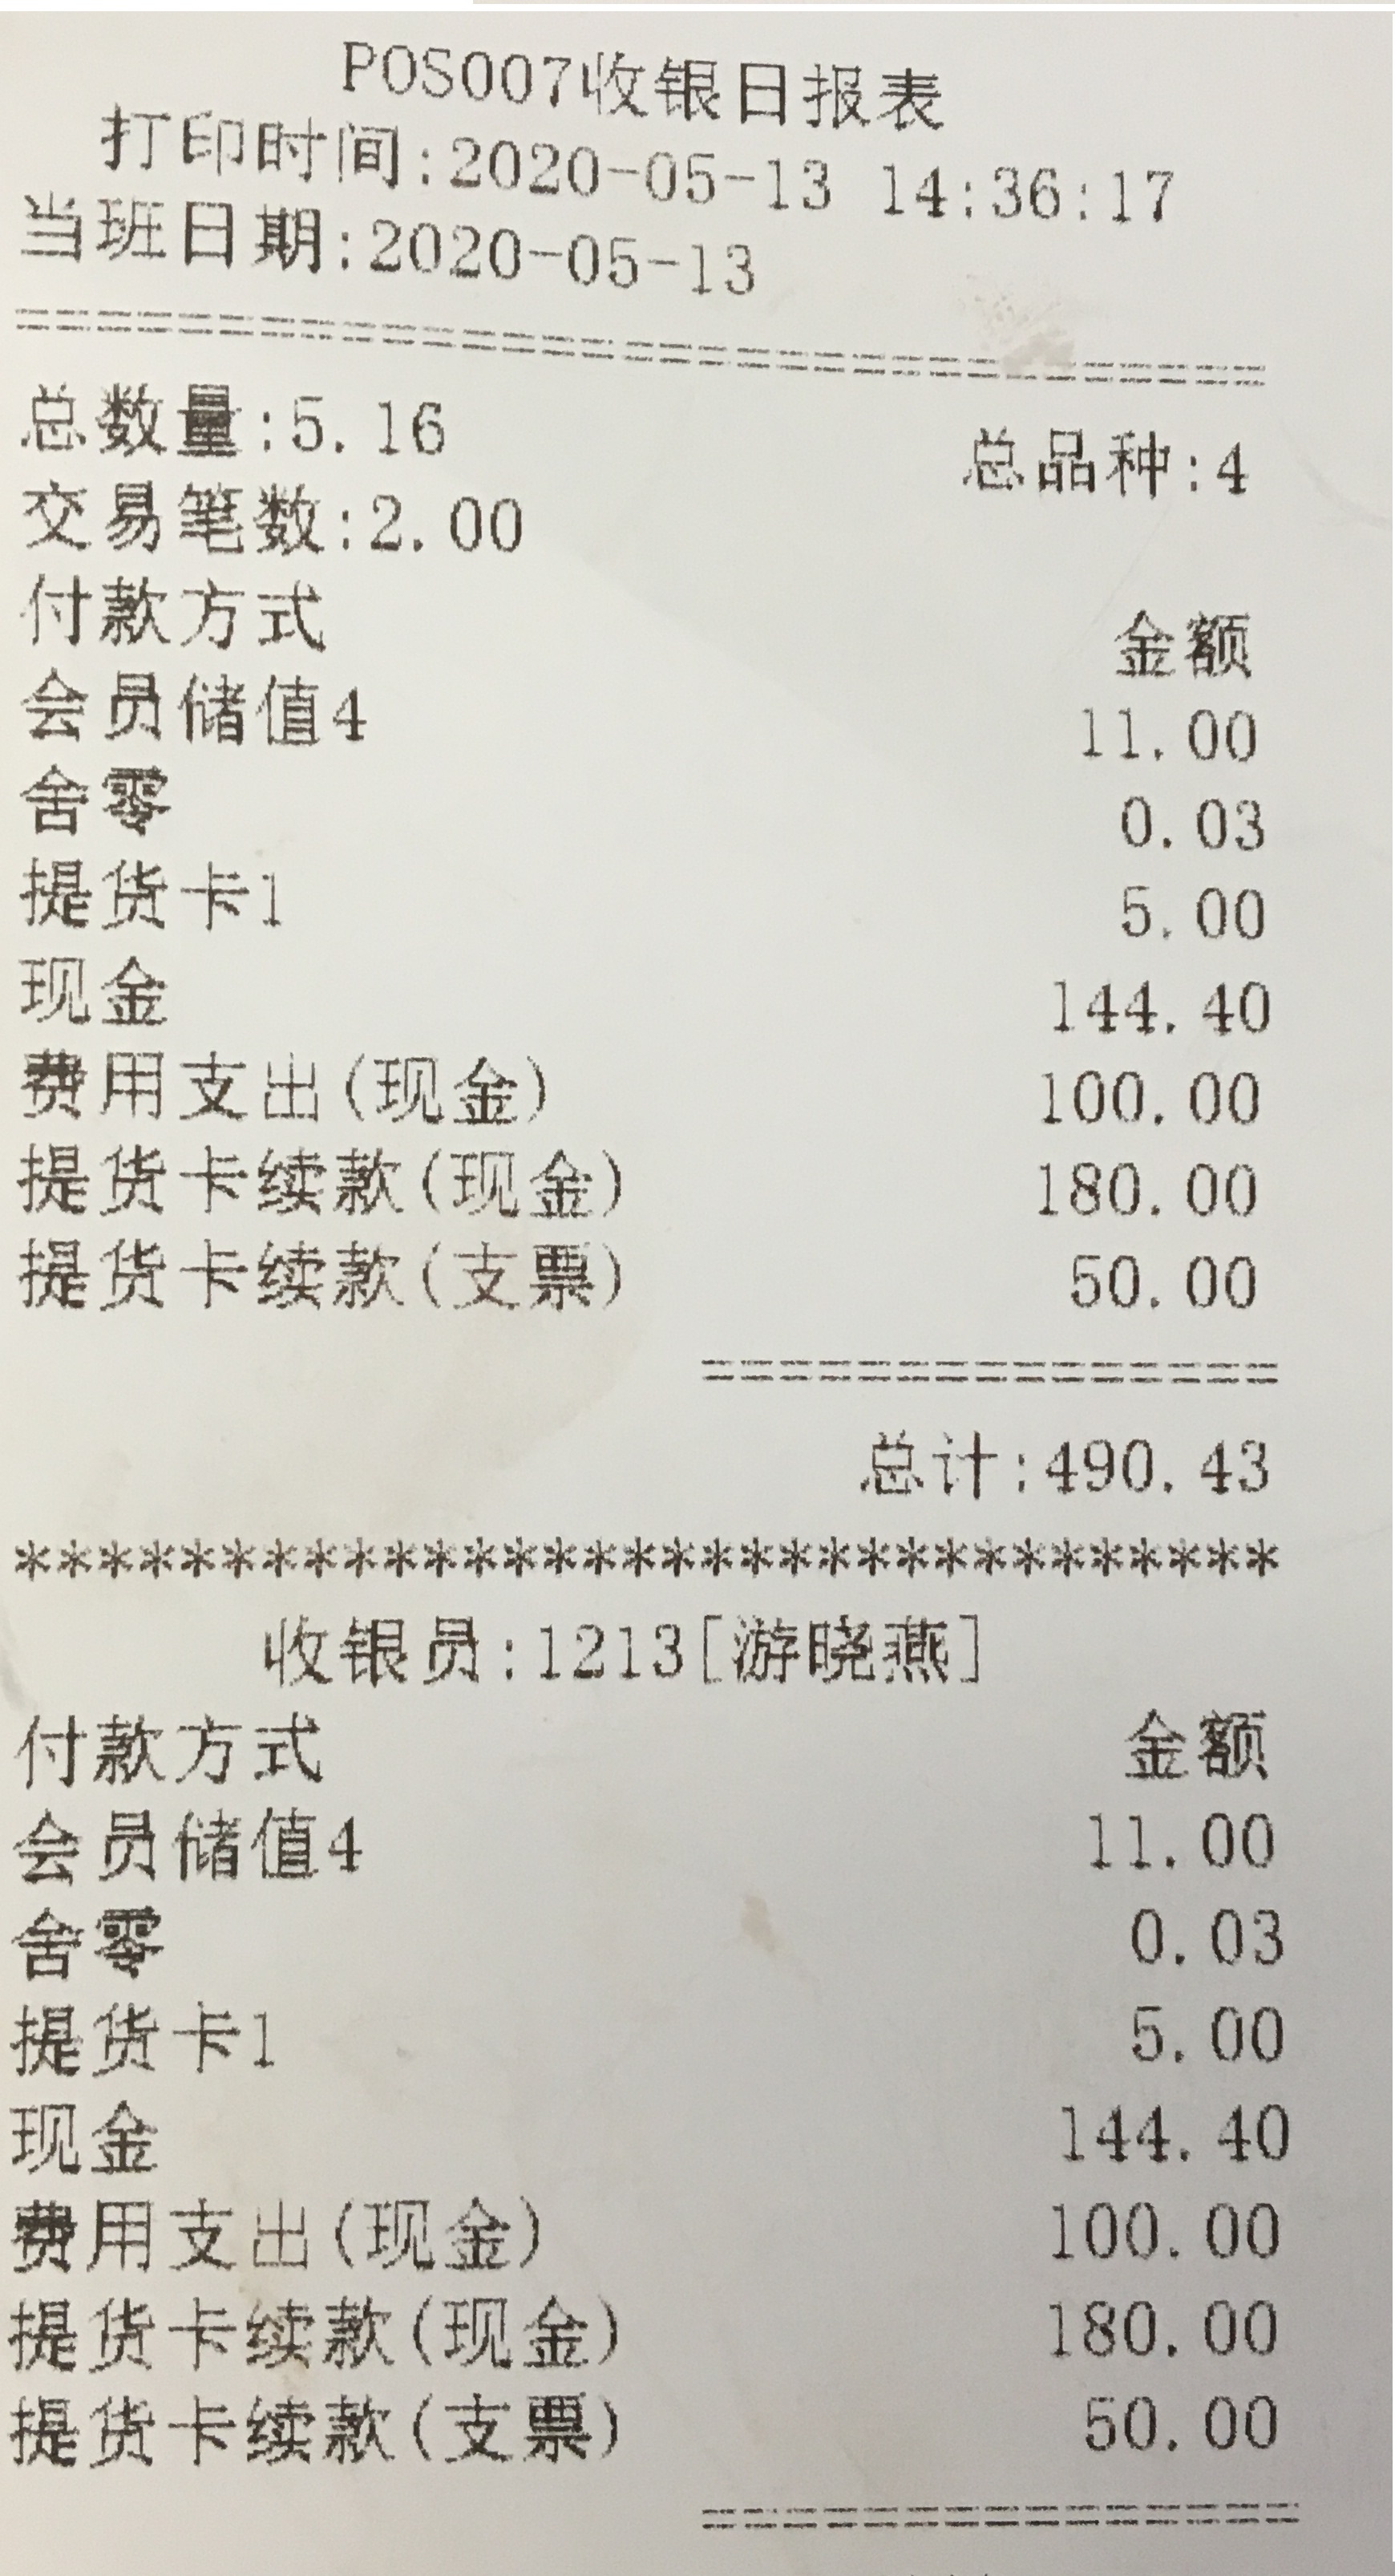 POS007收银日报表
打印时间:2020-05-13 14:36:17
当班日期:2020-05-13
================================
总数量:5.16 总品种:4
交易笔数:2.00
付款方式 金额
会员储值4 11.00
舍零 0.03
提货卡1 5.00
现金 144.40
费用支出(现金) 100.00
提货卡续款(现金) 180.00
提货卡续款(支票) 50.00
===============
总计:490.43
********************************
收银员:1213[游晓燕]
付款方式 金额
会员储值4 11.00
舍零 0.03
提货卡1 5.00
现金 144.40
费用支出(现金) 100.00
提货卡续款(现金) 180.00
提货卡续款(支票) 50.00
===============